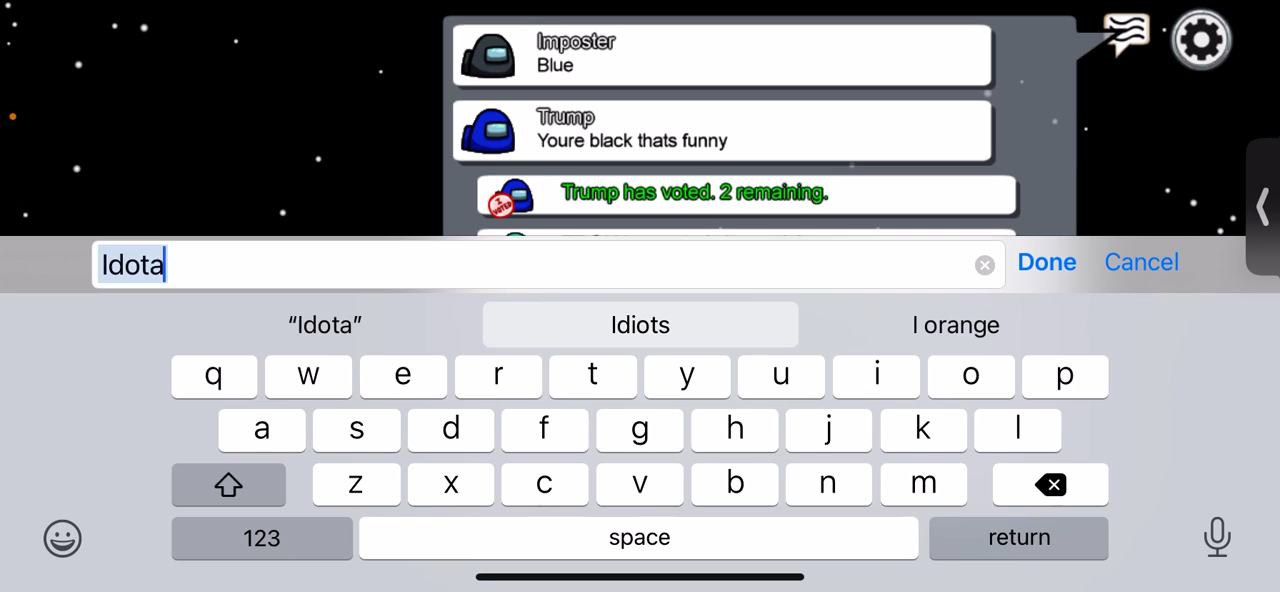 Imposter
Blue
Trump
Youre black thats funny
I VOTED
Trump has voted. 2 remaining.
Idota
Done
Cancel
“Idota”
Idiots
I orange
q w e r t y u i o p
a s d f g h j k l
z x c v b n m
123
space
return